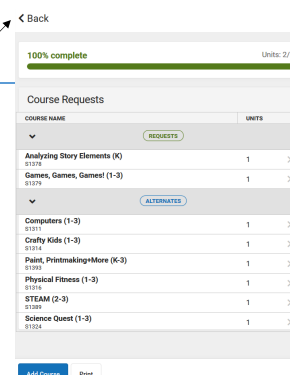 Back
100% complete
Units: 2/
Course Requests
COURSE NAME UNITS
REQUESTS
Analyzing Story Elements (K)
S1378
1
Games, Games, Games! (1-3)
S1379
1
ALTERNATES
Computers (1-3)
S1311
1
Crafty Kids (1-3)
S1314
1
Paint, Printmaking+More (K-3)
S1393
1
Physical Fitness (1-3)
S1316
1
STEAM (2-3)
S1389
1
Science Quest (1-3)
S1324
1
Add Course Print